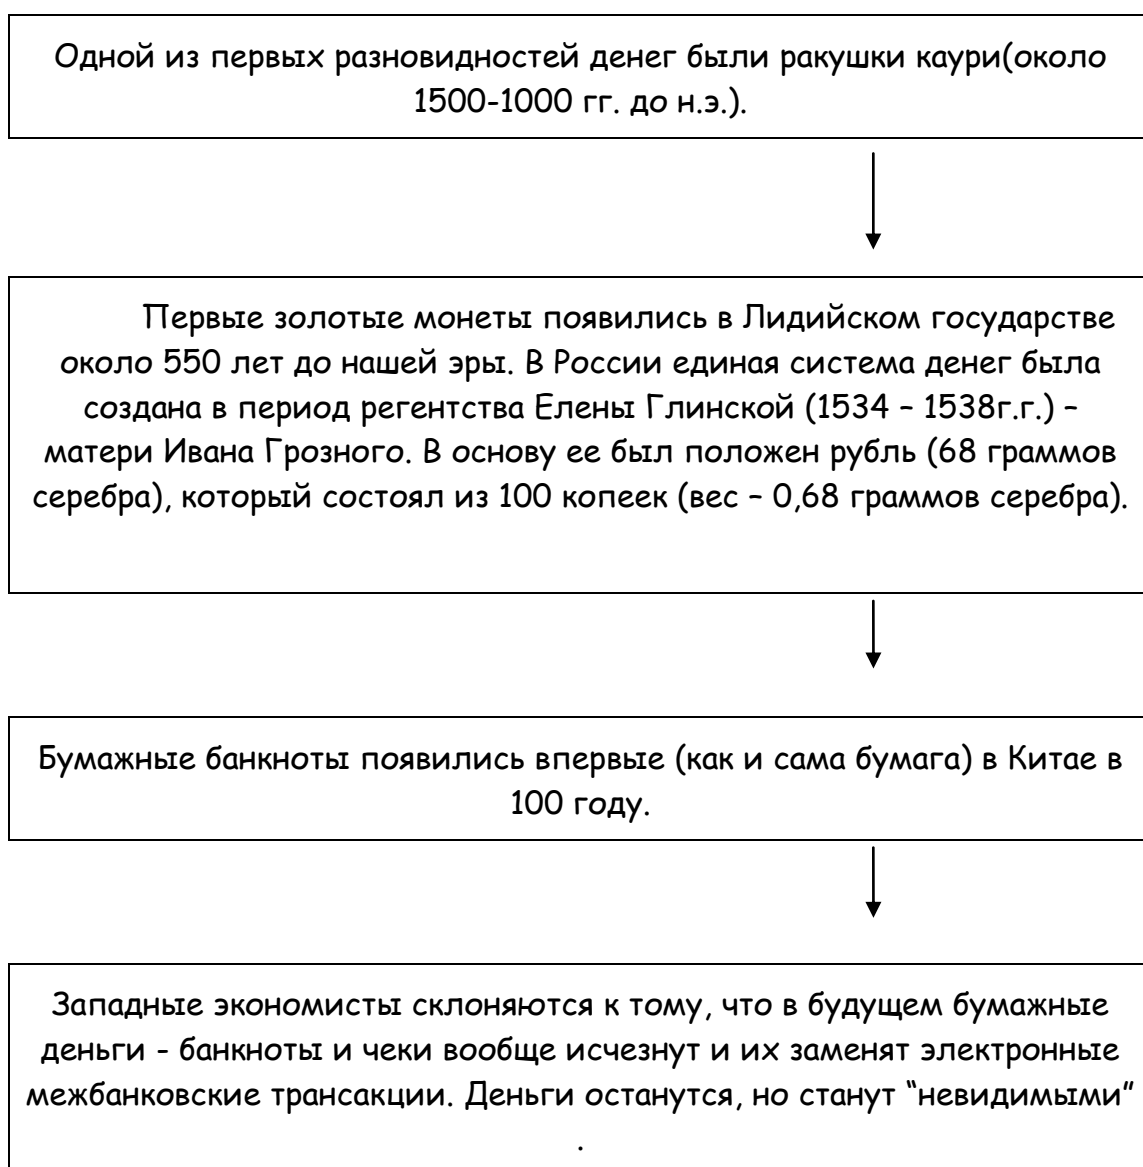 Одной из первых разновидностей денег были ракушки каури(около
1500-1000 гг. до н.э.).
Первые золотые монеты появились в Лидийском государстве
около 550 лет до нашей эры. В России единая система денег была
создана в период регентства Елены Глинской (1534 – 1538г.г.) –
матери Ивана Грозного. В основу ее был положен рубль (68 граммов
серебра), который состоял из 100 копеек (вес – 0,68 граммов серебра).
Бумажные банкноты появились впервые (как и сама бумага) в Китае в
100 году.
Западные экономисты склоняются к тому, что в будущем бумажные
деньги - банкноты и чеки вообще исчезнут и их заменят электронные
межбанковские трансакции. Деньги останутся, но станут “невидимыми”
.